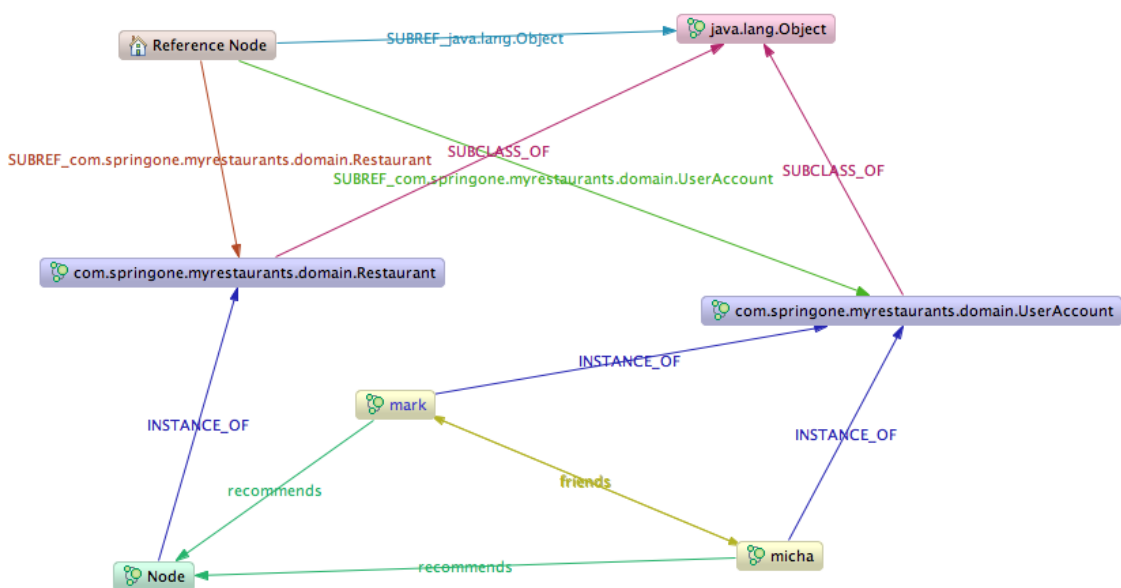 java.lang.Object
Reference Node
SUBREF_java.lang.Object
SUBCLASS_OF
SUBREF_com.springone.myrestaurants.domain.Restaurant
SUBCLASS_OF
SUBREF_com.springone.myrestaurants.domain.UserAccount
com.springone.myrestaurants.domain.Restaurant
com.springone.myrestaurants.domain.UserAccount
INSTANCE_OF
mark
INSTANCE_OF
INSTANCE_OF
friends
recommends
micha
recommends
Node